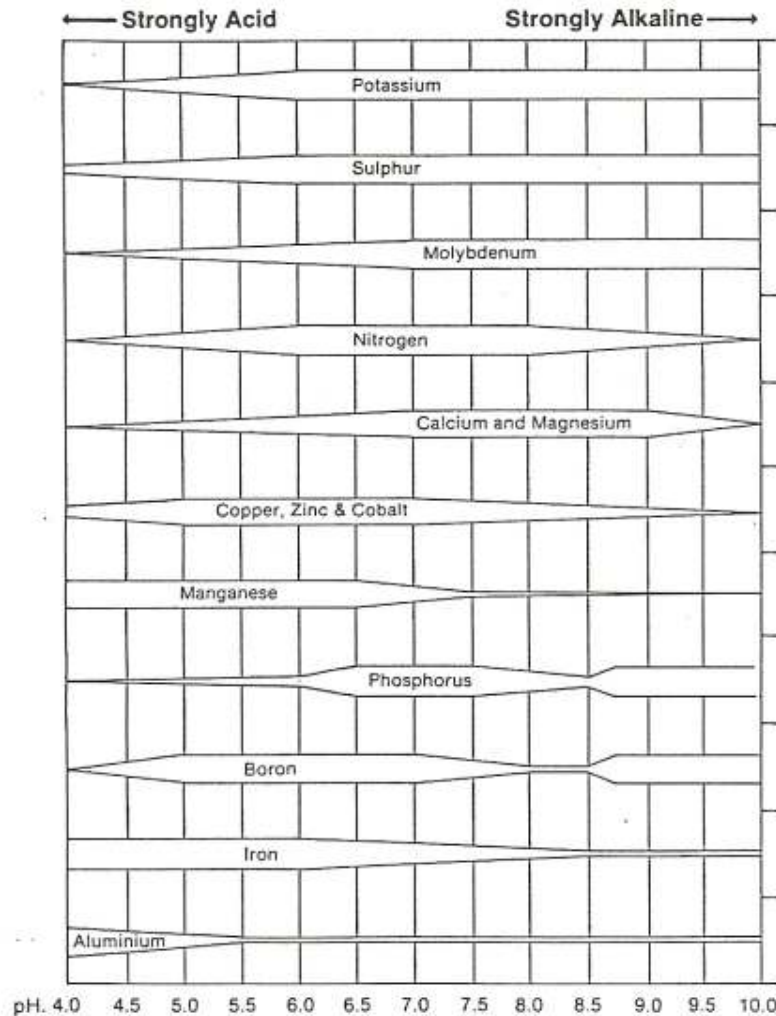 ← Strongly Acid Strongly Alkaline →
Potassium
Sulphur
Molybdenum
Nitrogen
Calcium and Magnesium
Copper, Zinc & Cobalt
Manganese
Phosphorus
Boron
Iron
Aluminium
pH. 4.0 4.5 5.0 5.5 6.0 6.5 7.0 7.5 8.0 8.5 9.0 9.5 10.0